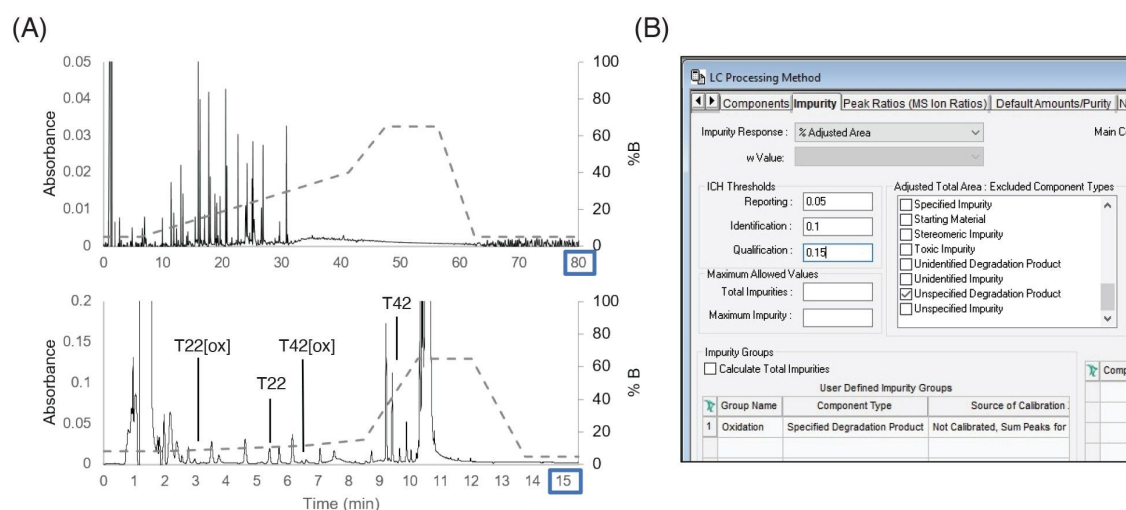 (A)
0.05
0.04
0.03
0.02
0.01
0
Absorbance
100
80
60
40
20
0
%B
0 10 20 30 40 50 60 70 80
0.2
0.15
0.1
0.05
0
Absorbance
T22[ox]
T22
T42[ox]
T42
100
80
60
40
20
0
% B
0 1 2 3 4 5 6 7 8 9 10 11 12 13 14 15
Time (min)
(B)
LC Processing Method
Components Impurity Peak Ratios (MS Ion Ratios) Default Amounts/Purity N
Impurity Response : % Adjusted Area Main C
w Value:
ICH Thresholds
Reporting : 0.05
Identification : 0.1
Qualification : 0.15
Maximum Allowed Values
Total Impurities :
Maximum Impurity :
Adjusted Total Area : Excluded Component Types
Specified Impurity
Starting Material
Stereomeric Impurity
Toxic Impurity
Unidentified Degradation Product
Unidentified Impurity
Unspecified Degradation Product
Unspecified Impurity
Impurity Groups
Calculate Total Impurities
User Defined Impurity Groups
Group Name Component Type Source of Calibration
1 Oxidation Specified Degradation Product Not Calibrated, Sum Peaks for
Comp